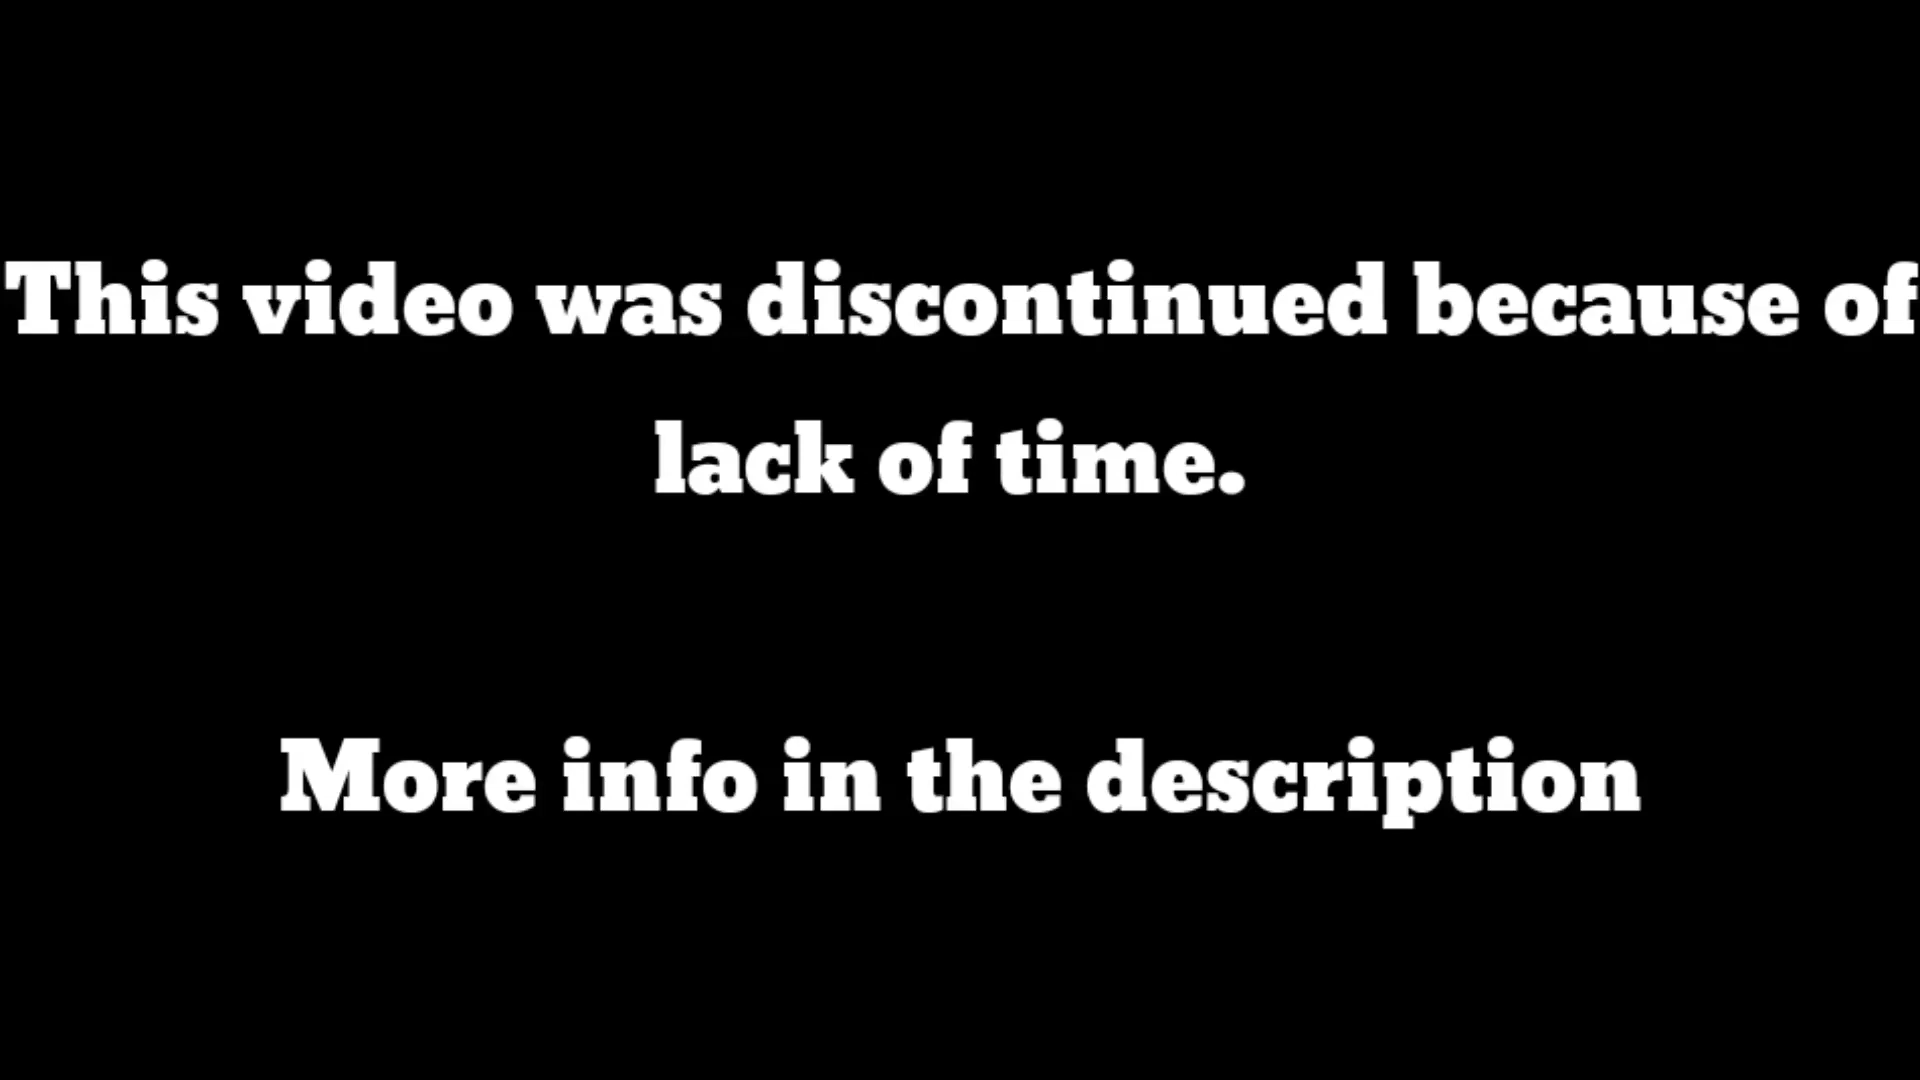 This video was discontinued because of
lack of time.
More info in the description